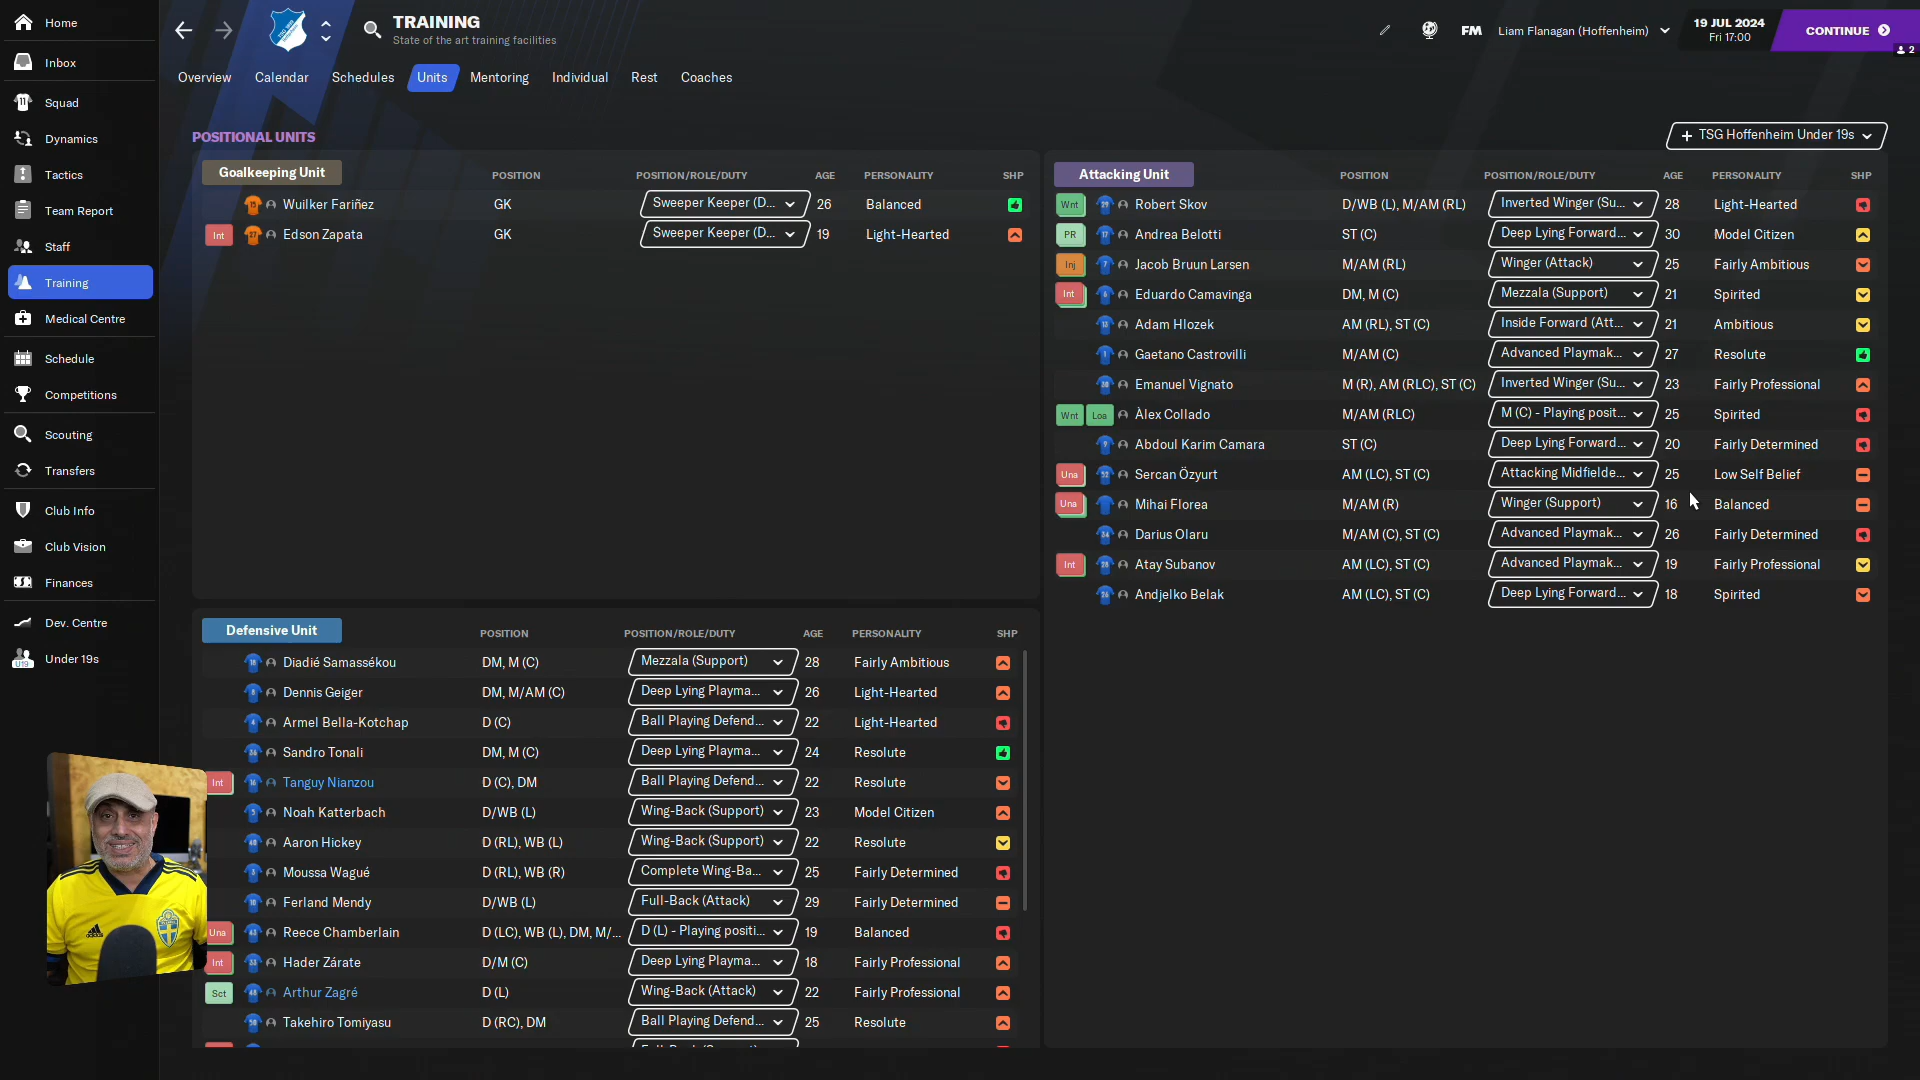 Home
Inbox
Squad
Dynamics
Tactics
Team Report
Staff
Training
Medical Centre
Schedule
Competitions
Scouting
Transfers
Club Info
Club Vision
Finances
Dev. Centre
Under 19s
TRAINING
State of the art training facilities
FM Liam Flanagan (Hoffenheim)
19 JUL 2024
Fri 17:00
CONTINUE
2
Overview Calendar Schedules Units Mentoring Individual Rest Coaches
POSITIONAL UNITS
+ TSG Hoffenheim Under 19s
Goalkeeping Unit POSITION POSITION/ROLE/DUTY AGE PERSONALITY SHP
Wuilker Fariñez GK Sweeper Keeper (D... 26 Balanced
Int Edson Zapata GK Sweeper Keeper (D... 19 Light-Hearted
Defensive Unit POSITION POSITION/ROLE/DUTY AGE PERSONALITY SHP
Diadié Samassékou DM, M (C) Mezzala (Support) 28 Fairly Ambitious
Dennis Geiger DM, M/AM (C) Deep Lying Playma... 26 Light-Hearted
Armel Bella-Kotchap D (C) Ball Playing Defend... 22 Light-Hearted
Sandro Tonali DM, M (C) Deep Lying Playma... 24 Resolute
Int Tanguy Nianzou D (C), DM Ball Playing Defend... 22 Resolute
Noah Katterbach D/WB (L) Wing-Back (Support) 23 Model Citizen
Aaron Hickey D (RL), WB (L) Wing-Back (Support) 22 Resolute
Moussa Wagué D (RL), WB (R) Complete Wing-Ba... 25 Fairly Determined
Ferland Mendy D/WB (L) Full-Back (Attack) 29 Fairly Determined
Una Reece Chamberlain D (LC), WB (L), DM, M/... D (L) - Playing positi... 19 Balanced
Int Hader Zárate D/M (C) Deep Lying Playma... 18 Fairly Professional
Sct Arthur Zagré D (L) Wing-Back (Attack) 22 Fairly Professional
Takehiro Tomiyasu D (RC), DM Ball Playing Defend... 25 Resolute
Attacking Unit POSITION POSITION/ROLE/DUTY AGE PERSONALITY SHP
Wnt Robert Skov D/WB (L), M/AM (RL) Inverted Winger (Su... 28 Light-Hearted
PR Andrea Belotti ST (C) Deep Lying Forward... 30 Model Citizen
Inj Jacob Bruun Larsen M/AM (RL) Winger (Attack) 25 Fairly Ambitious
Int Eduardo Camavinga DM, M (C) Mezzala (Support) 21 Spirited
Adam Hlozek AM (RL), ST (C) Inside Forward (Att... 21 Ambitious
Gaetano Castrovilli M/AM (C) Advanced Playmak... 27 Resolute
Emanuel Vignato M (R), AM (RLC), ST (C) Inverted Winger (Su... 23 Fairly Professional
Wnt Loa Àlex Collado M/AM (RLC) M (C) - Playing posit... 25 Spirited
Abdoul Karim Camara ST (C) Deep Lying Forward... 20 Fairly Determined
Una Sercan Özyurt AM (LC), ST (C) Attacking Midfielde... 25 Low Self Belief
Una Mihai Florea M/AM (R) Winger (Support) 16 Balanced
Darius Olaru M/AM (C), ST (C) Advanced Playmak... 26 Fairly Determined
Int Atay Subanov AM (LC), ST (C) Advanced Playmak... 19 Fairly Professional
Andjelko Belak AM (LC), ST (C) Deep Lying Forward... 18 Spirited